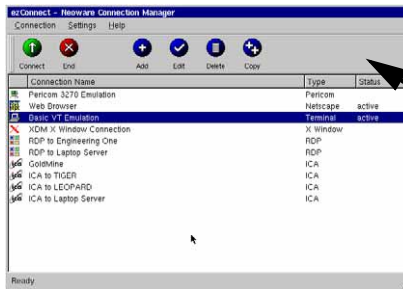 ezConnect - Neoware Connection Manager
Connection Settings Help
Connect End Add Edit Delete Copy
Connection Name Type Status
Pericom 3270 Emulation Pericom
Web Browser Netscape active
Basic VT Emulation Terminal active
XDM X Window Connection X Window
RDP to Engineering One RDP
RDP to Laptop Server RDP
GoldMine ICA
ICA to TIGER ICA
ICA to LEOPARD ICA
ICA to Laptop Server ICA
Ready